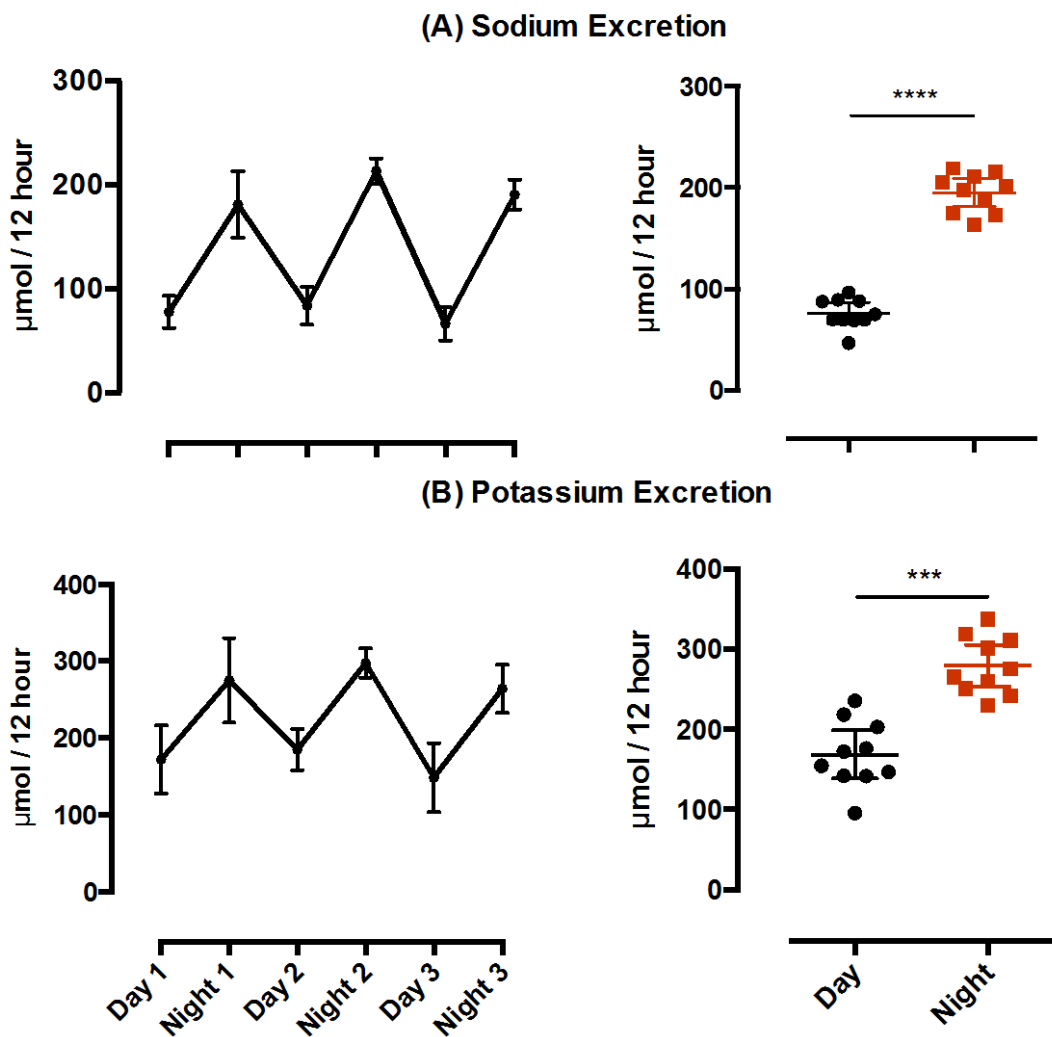 (A) Sodium Excretion
µmol / 12 hour
300
200
100
0
µmol / 12 hour
300
200
100
0
****
(B) Potassium Excretion
µmol / 12 hour
400
300
200
100
0
Day 1
Night 1
Day 2
Night 2
Day 3
Night 3
µmol / 12 hour
400
300
200
100
0
***
Day
Night